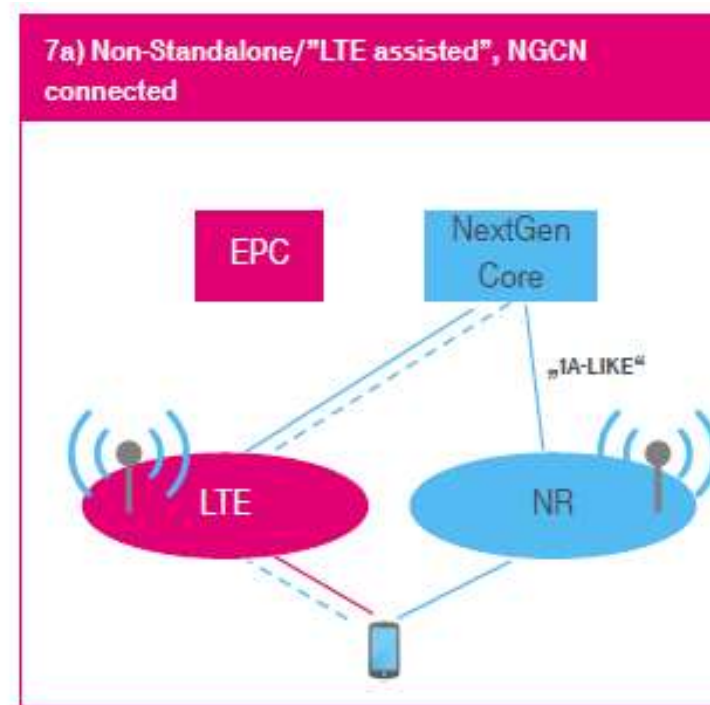 7a) Non-Standalone/"LTE assisted", NGCN
connected
EPC
NextGen
Core
„1A-LIKE“
LTE
NR